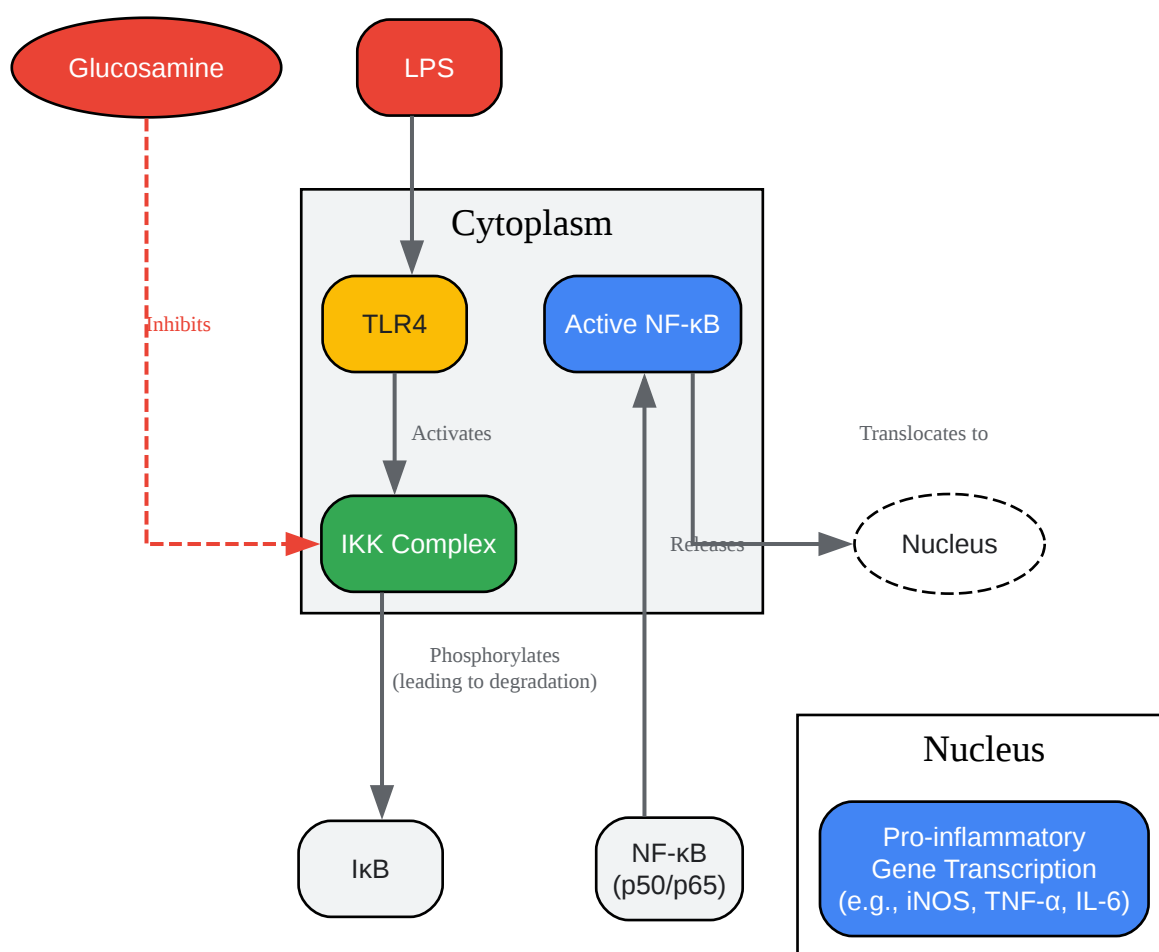 Glucosamine
LPS
Cytoplasm
TLR4
Active NF-κB
Inhibits
Activates
Translocates to
IKK Complex
Releases
Nucleus
Phosphorylates
(leading to degradation)
Nucleus
IκB
NF-κB
(p50/p65)
Pro-inflammatory
Gene Transcription
(e.g., iNOS, TNF-α, IL-6)